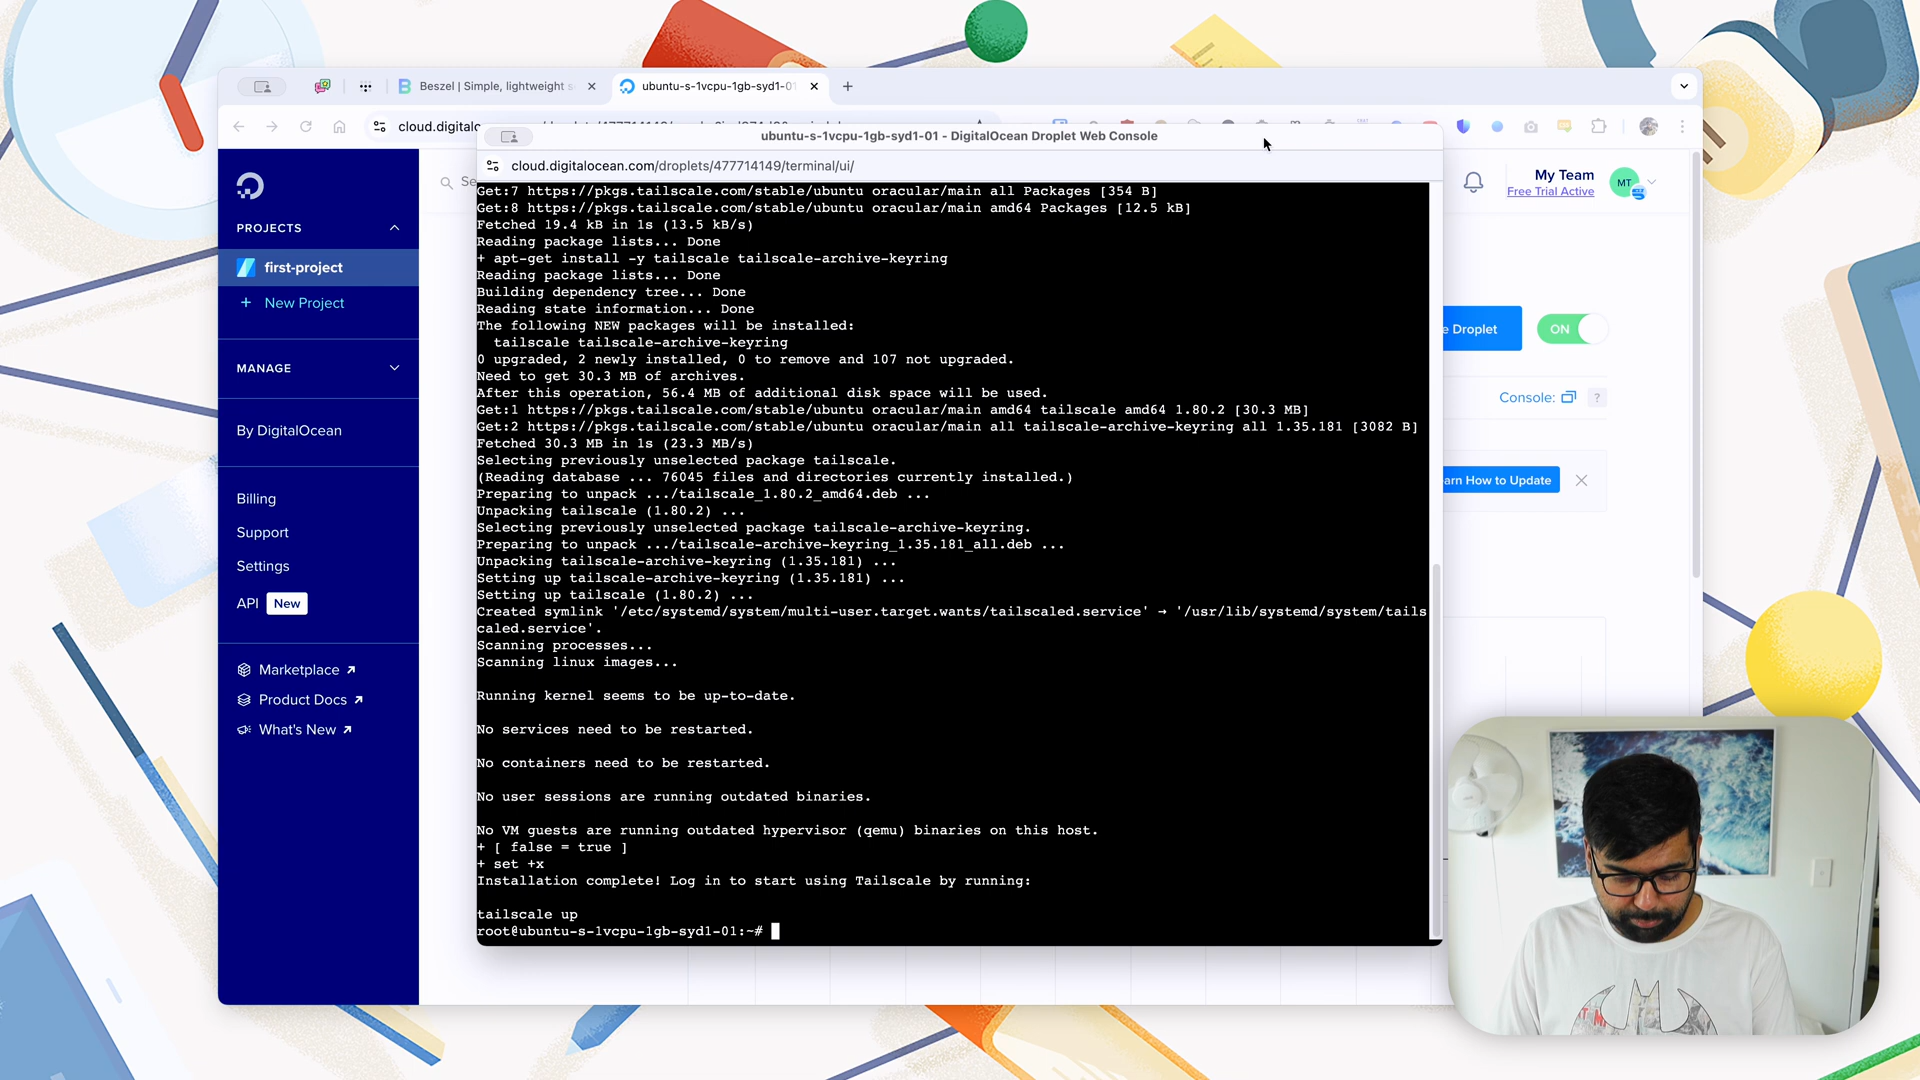 Beszel | Simple, lightweight s
ubuntu-s-1vcpu-1gb-syd1-01
cloud.digitalo
ubuntu-s-1vcpu-1gb-syd1-01 - DigitalOcean Droplet Web Console
cloud.digitalocean.com/droplets/477714149/terminal/ui/
PROJECTS
first-project
+ New Project
MANAGE
By DigitalOcean
Billing
Support
Settings
API New
Marketplace
Product Docs
What's New
Se
My Team
Free Trial Active
MT
e Droplet
ON
Console:
?
arn How to Update
Get:7 https://pkgs.tailscale.com/stable/ubuntu oracular/main all Packages [354 B]
Get:8 https://pkgs.tailscale.com/stable/ubuntu oracular/main amd64 Packages [12.5 kB]
Fetched 19.4 kB in 1s (13.5 kB/s)
Reading package lists... Done
+ apt-get install -y tailscale tailscale-archive-keyring
Reading package lists... Done
Building dependency tree... Done
Reading state information... Done
The following NEW packages will be installed:
tailscale tailscale-archive-keyring
0 upgraded, 2 newly installed, 0 to remove and 107 not upgraded.
Need to get 30.3 MB of archives.
After this operation, 56.4 MB of additional disk space will be used.
Get:1 https://pkgs.tailscale.com/stable/ubuntu oracular/main amd64 tailscale amd64 1.80.2 [30.3 MB]
Get:2 https://pkgs.tailscale.com/stable/ubuntu oracular/main all tailscale-archive-keyring all 1.35.181 [3082 B]
Fetched 30.3 MB in 1s (23.3 MB/s)
Selecting previously unselected package tailscale.
(Reading database ... 76045 files and directories currently installed.)
Preparing to unpack .../tailscale_1.80.2_amd64.deb ...
Unpacking tailscale (1.80.2) ...
Selecting previously unselected package tailscale-archive-keyring.
Preparing to unpack .../tailscale-archive-keyring_1.35.181_all.deb ...
Unpacking tailscale-archive-keyring (1.35.181) ...
Setting up tailscale-archive-keyring (1.35.181) ...
Setting up tailscale (1.80.2) ...
Created symlink '/etc/systemd/system/multi-user.target.wants/tailscaled.service' → '/usr/lib/systemd/system/tails
caled.service'.
Scanning processes...
Scanning linux images...
Running kernel seems to be up-to-date.
No services need to be restarted.
No containers need to be restarted.
No user sessions are running outdated binaries.
No VM guests are running outdated hypervisor (qemu) binaries on this host.
+ [ false = true ]
+ set +x
Installation complete! Log in to start using Tailscale by running:
tailscale up
root@ubuntu-s-1vcpu-1gb-syd1-01:~#